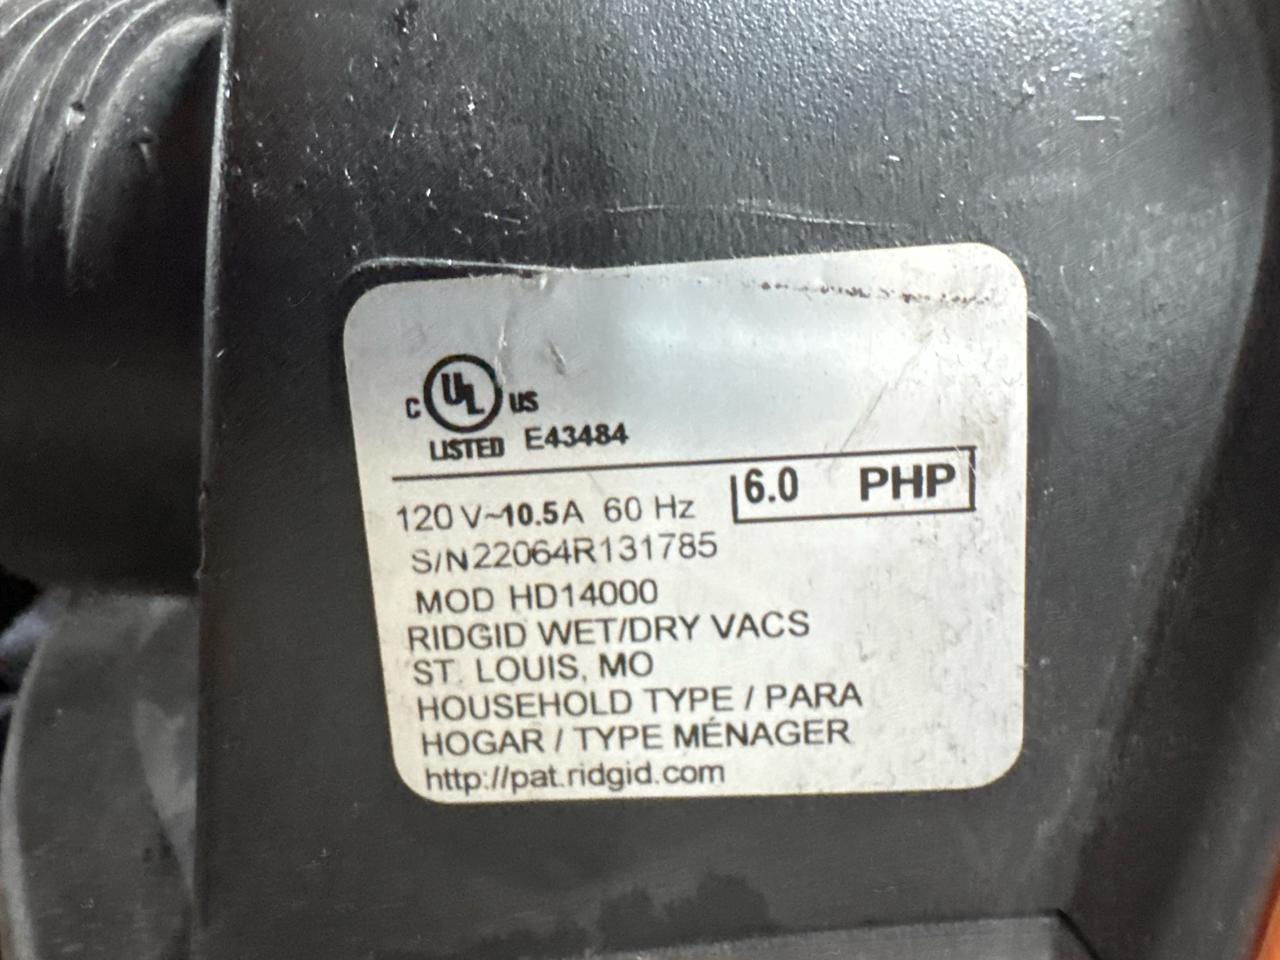 C UL US
LISTED E43484
120 V~10.5A 60 Hz
6.0 PHP
S/N22064R131785
MOD HD14000
RIDGID WET/DRY VACS
ST. LOUIS, MO
HOUSEHOLD TYPE / PARA
HOGAR / TYPE MÉNAGER
http://pat.ridgid.com